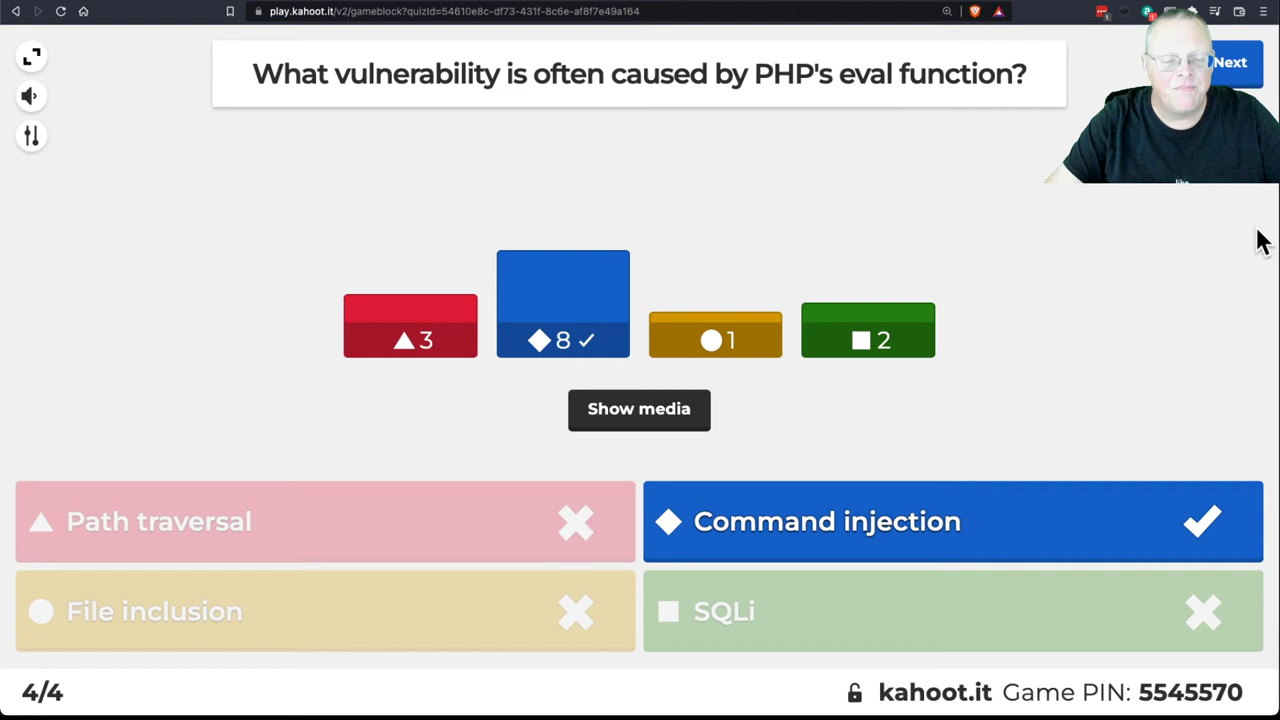 play.kahoot.it/v2/gameblock?quizId=54610e8c-df73-431f-8c6e-af8f7e49a164
What vulnerability is often caused by PHP's eval function?
Next
like
3
8
1
2
Show media
Path traversal
Command injection
File inclusion
SQLi
4/4
kahoot.it Game PIN: 5545570